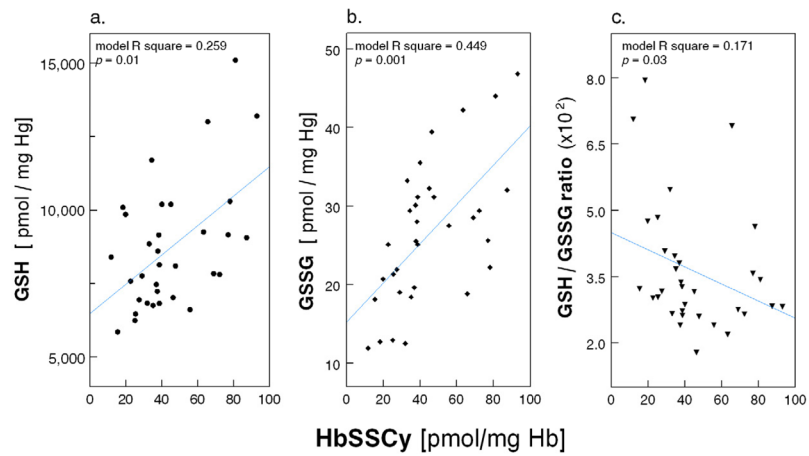 a.
model R square = 0.259
p = 0.01
15,000
10,000
5,000
GSH [ pmol / mg Hg]
0 20 40 60 80 100
b.
model R square = 0.449
p = 0.001
50
40
30
20
10
GSSG [ pmol / mg Hb]
0 20 40 60 80 100
c.
model R square = 0.171
p = 0.03
8.0
6.5
5.0
3.5
2.0
GSH / GSSG ratio (x10²)
0 20 40 60 80 100
HbSSCy [pmol/mg Hb]